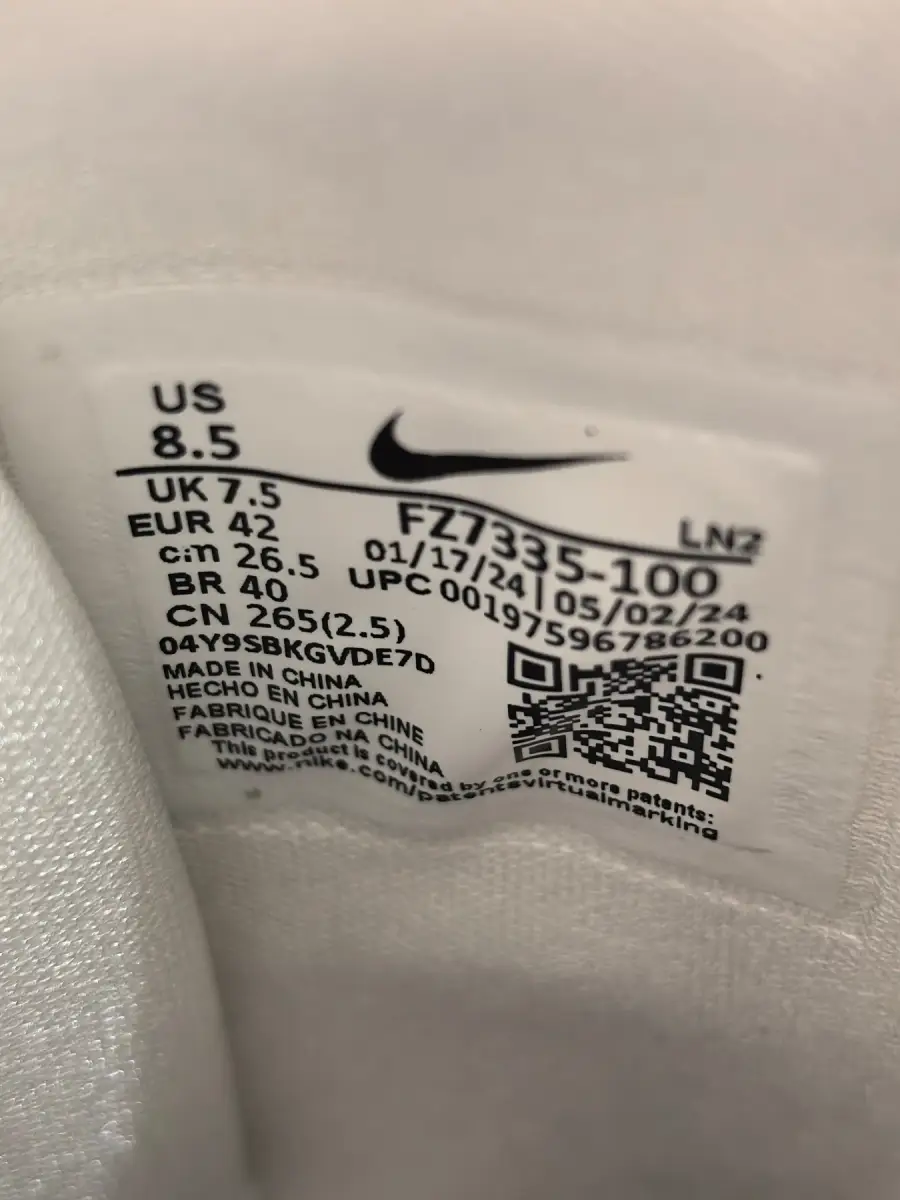 US
8.5
UK 7.5
EUR 42
cm 26.5
BR 40
CN 265(2.5)
04Y9SBKGVDE7D
MADE IN CHINA
HECHO EN CHINA
FABRIQUE EN CHINE
FABRICADO NA CHINA
LN2
FZ7335-100
01/17/24|05/02/24
UPC 00197596786200
This product is covered by one or more patents:
www.nike.com/patentsvirtualmarking